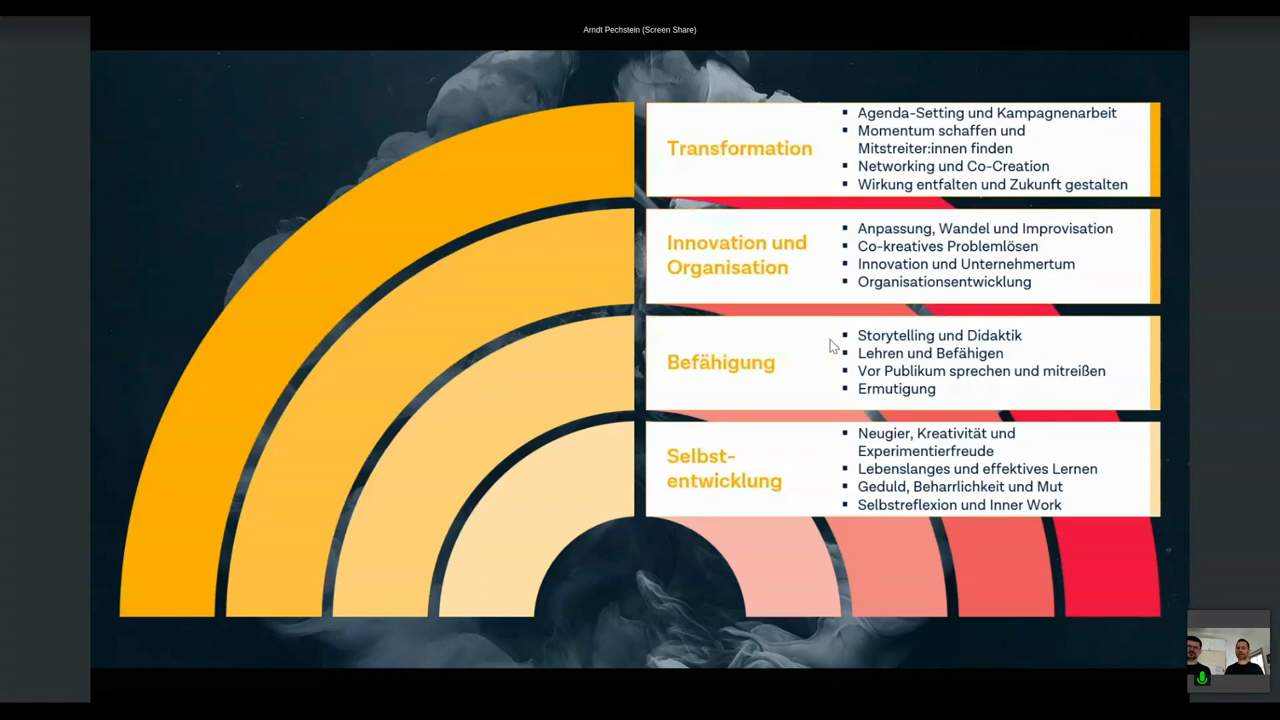 Arndt Pechstein (Screen Share)
Transformation
▪ Agenda-Setting und Kampagnenarbeit
▪ Momentum schaffen und
Mitstreiter:innen finden
▪ Networking und Co-Creation
▪ Wirkung entfalten und Zukunft gestalten
Innovation und
Organisation
▪ Anpassung, Wandel und Improvisation
▪ Co-kreatives Problemlösen
▪ Innovation und Unternehmertum
▪ Organisationsentwicklung
Befähigung
▪ Storytelling und Didaktik
▪ Lehren und Befähigen
▪ Vor Publikum sprechen und mitreißen
▪ Ermutigung
Selbst-
entwicklung
▪ Neugier, Kreativität und
Experimentierfreude
▪ Lebenslanges und effektives Lernen
▪ Geduld, Beharrlichkeit und Mut
▪ Selbstreflexion und Inner Work